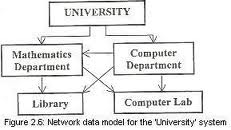 UNIVERSITY
Mathematics
Department
Computer
Department
Library
Computer Lab
Figure 2.6: Network data model for the 'University' system